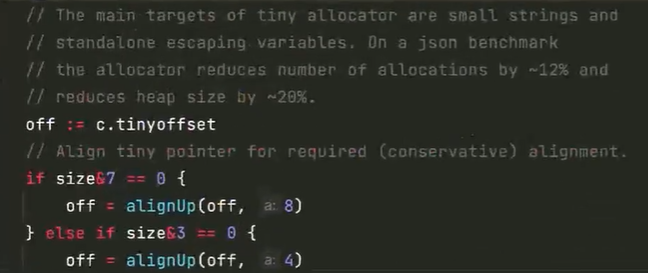 // The main targets of tiny allocator are small strings and
// standalone escaping variables. On a json benchmark
// the allocator reduces number of allocations by ~12% and
// reduces heap size by ~20%.
off := c.tinyoffset
// Align tiny pointer for required (conservative) alignment.
if size&7 == 0 {
    off = alignUp(off, a: 8)
} else if size&3 == 0 {
    off = alignUp(off, a: 4)